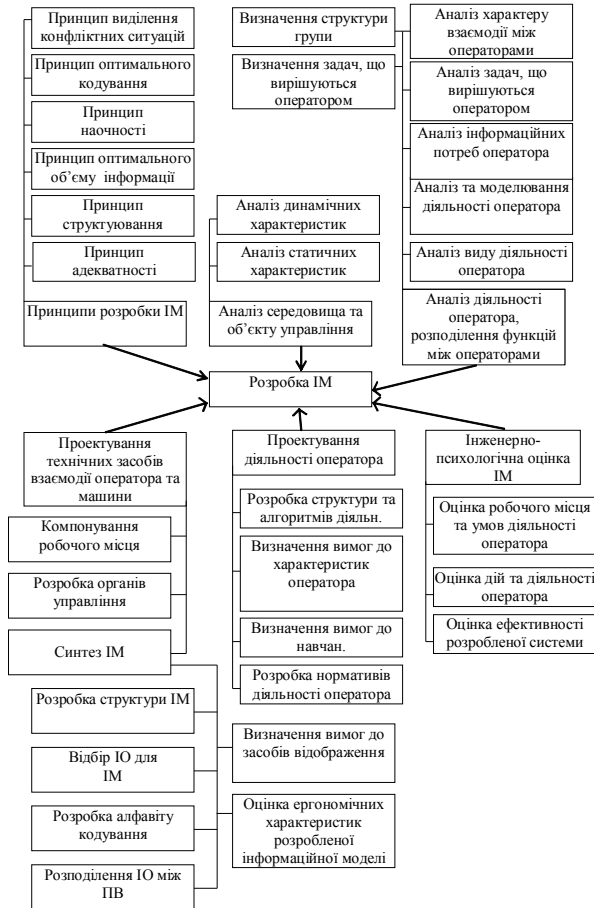 Принцип виділення
конфліктних ситуацій
Принцип оптимального
кодування
Принцип
наочності
Принцип оптимального
об’єму інформації
Принцип
структуювання
Принцип
адекватності
Принципи розробки ІМ
Визначення структури
групи
Визначення задач, що
вирішуються
оператором
Аналіз динамічних
характеристик
Аналіз статичних
характеристик
Аналіз середовища та
об’єкту управління
Аналіз характеру
взаємодії між
операторами
Аналіз задач, що
вирішуються
оператором
Аналіз інформаційних
потреб оператора
Аналіз та моделювання
діяльності оператора
Аналіз виду діяльності
оператора
Аналіз діяльності
оператора,
розподілення функцій
між операторами
Розробка ІМ
Проектування
технічних засобів
взаємодії оператора та
машини
Компонування
робочого місця
Розробка органів
управління
Синтез ІМ
Розробка структури ІМ
Відбір ІО для
ІМ
Розробка алфавіту
кодування
Розподілення ІО між
ПВ
Проектування
діяльності оператора
Розробка структури та
алгоритмів діяльн.
Визначення вимог до
характеристик
оператора
Визначення вимог до
навчан.
Розробка нормативів
діяльності оператора
Визначення вимог до
засобів відображення
Оцінка ергономічних
характеристик
розробленої
інформаційної моделі
Інженерно-
психологічна оцінка
ІМ
Оцінка робочого місця
та умов діяльності
оператора
Оцінка дій та діяльності
оператора
Оцінка ефективності
розробленої системи